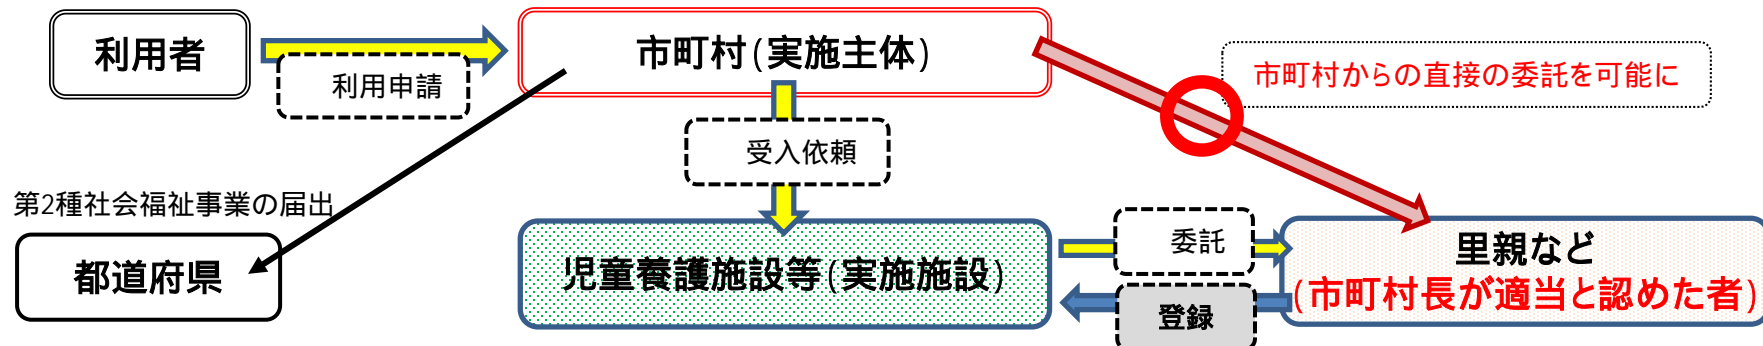 利用者
市町村(実施主体)
市町村からの直接の委託を可能に
利用申請
受入依頼
第2種社会福祉事業の届出
都道府県
児童養護施設等(実施施設)
委託
登録
里親など
(市町村長が適当と認めた者)